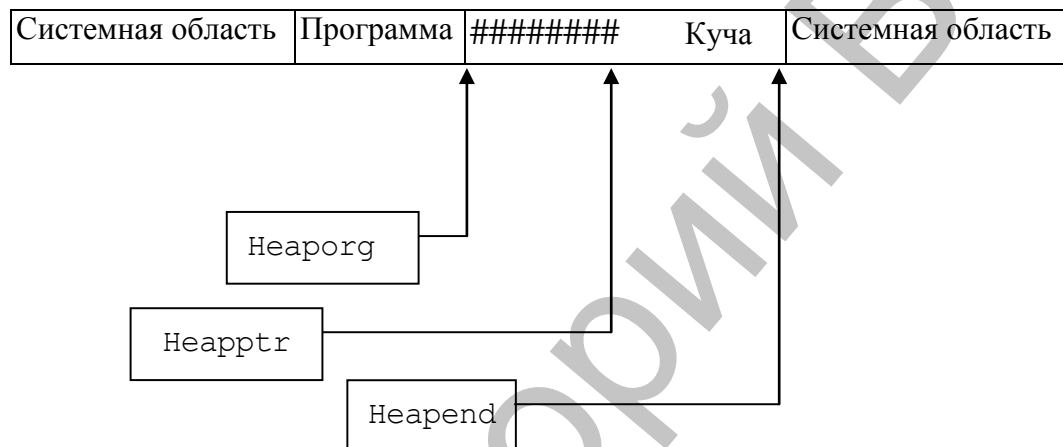 Системная область Программа ######## Куча Системная область
Heaporg
Heapptr
Heapend